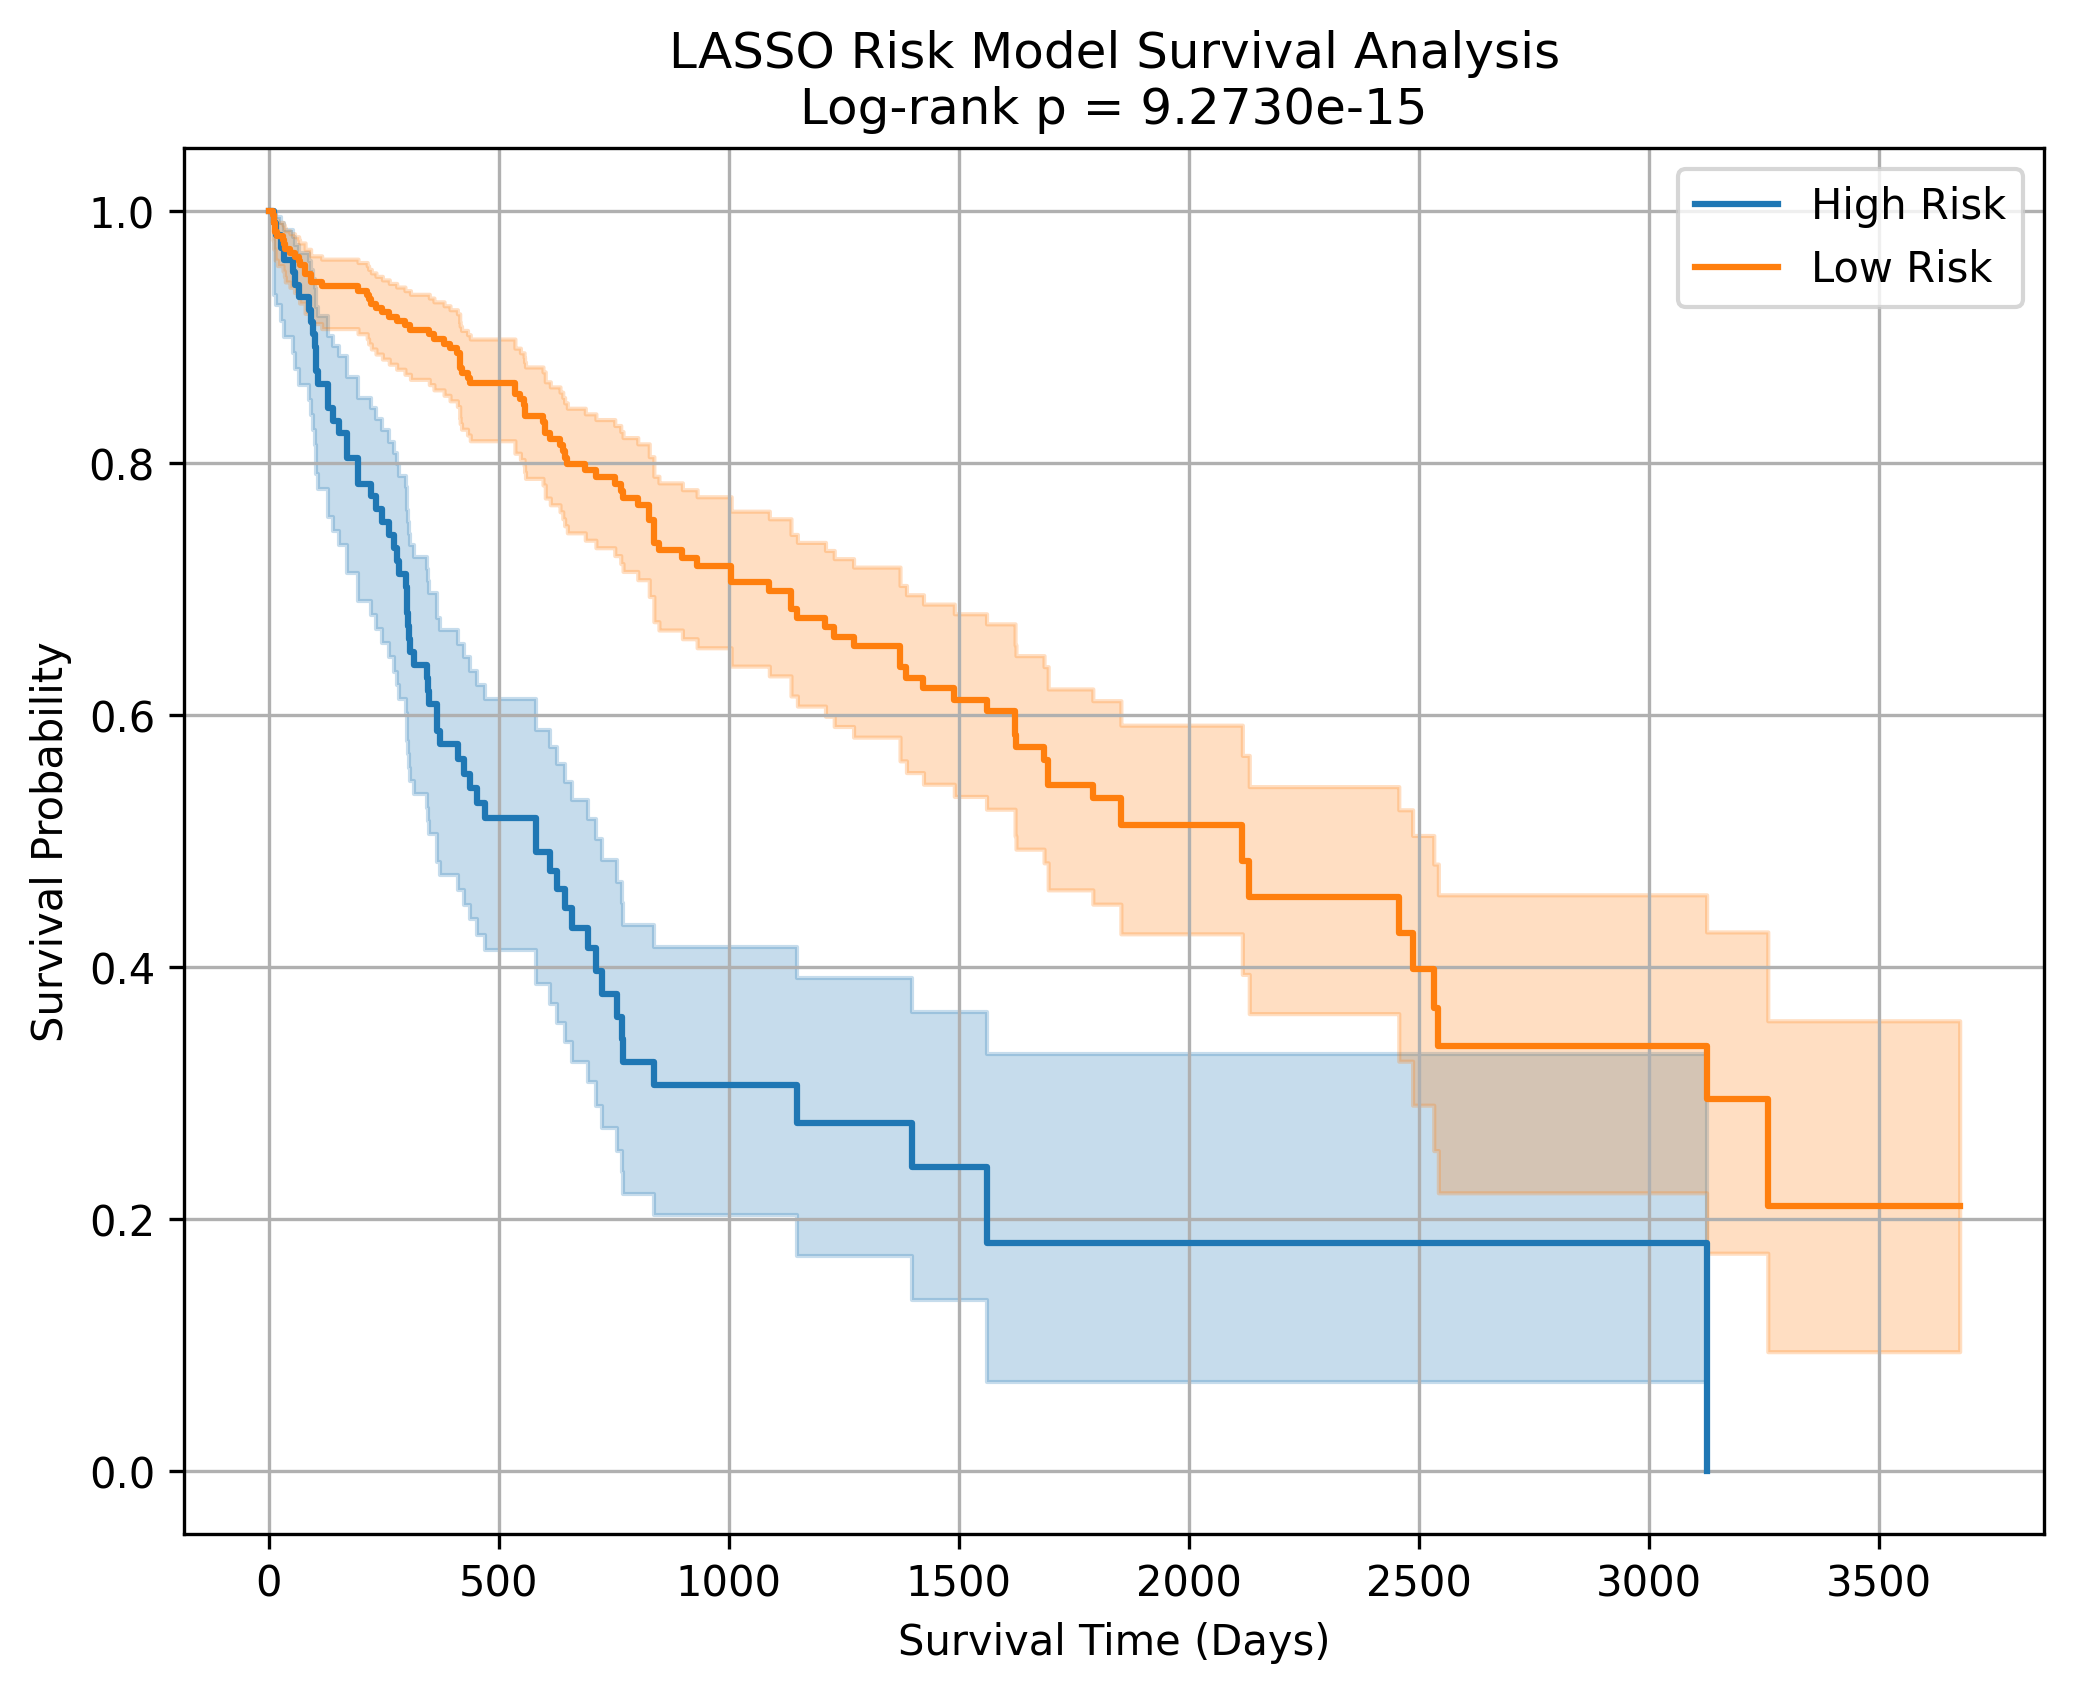 LASSO Risk Model Survival Analysis
Log-rank p = 9.2730e-15
High Risk
Low Risk
Survival Probability
1.0
0.8
0.6
0.4
0.2
0.0
0 500 1000 1500 2000 2500 3000 3500
Survival Time (Days)